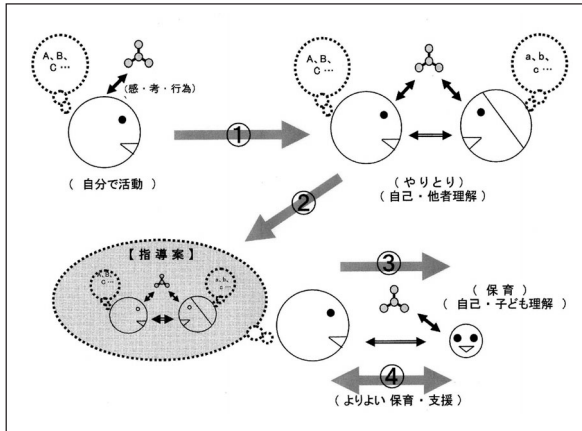 A、B、
C …
(感・考・行為)
(自分で活動)
①
A、B、
C …
a、b、
c …
(やりとり)
(自己・他者理解)
②
【指導案】
A、B、
C …
a、b、
c …
③
(保育)
(自己・子ども理解)
④
(よりよい保育・支援)